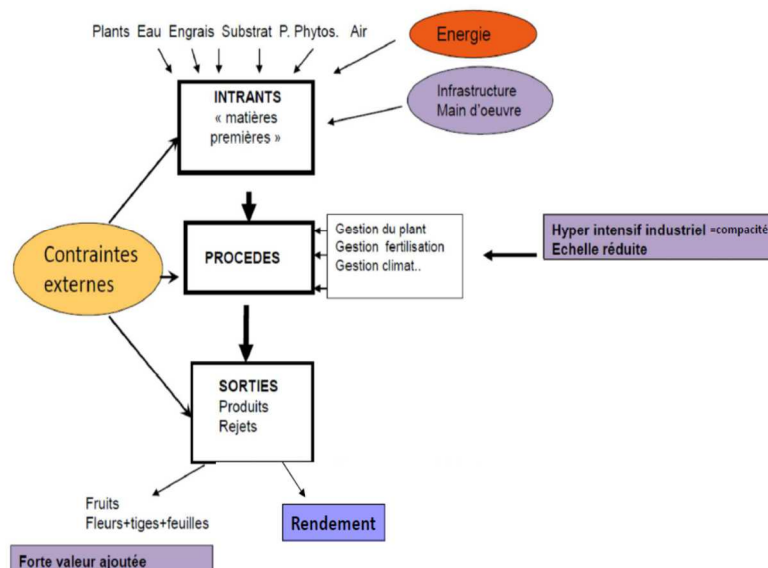 Plants Eau Engrais Substrat P. Phytos. Air
Energie
INTRANTS
« matières
premières »
Infrastructure
Main d'oeuvre
Contraintes
externes
PROCEDES
Gestion du plant
Gestion fertilisation
Gestion climat..
Hyper intensif industriel =compacité
Echelle réduite
SORTIES
Produits
Rejets
Fruits
Fleurs+tiges+feuilles
Rendement
Forte valeur ajoutée